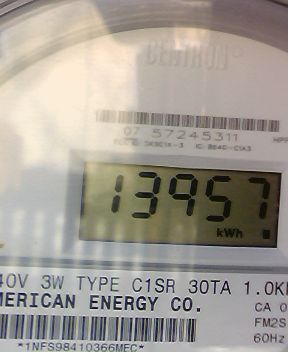 CENTRON®
07 57245311
13957
kWh
40V 3W TYPE C1SR 30TA 1.0K
MERICAN ENERGY CO.
CA 0
FM2S
60Hz
*1NFS98410366MEC*